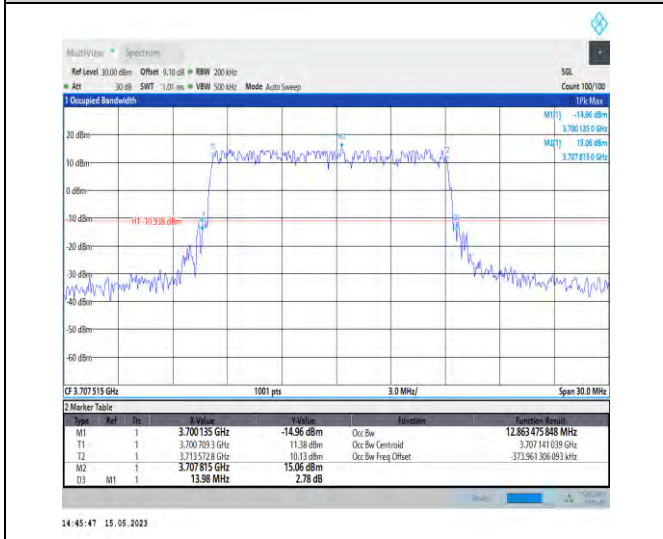 MultiView Spectrum
Ref Level 30.00 dBm Offset 9.10 dB RBW 200 kHz SGL
Att 30 dB SWT 1.01 ms VBW 500 kHz Mode Auto Sweep Count 100/100
1 Occupied Bandwidth 1Pk Max
M1[1] -14.96 dBm
3.700 135 0 GHz
20 dBm
M2[1] 15.06 dBm
3.707 815 0 GHz
10 dBm
0 dBm
-10 dBm
H1 -10.938 dBm
-20 dBm
-30 dBm
-40 dBm
-50 dBm
-60 dBm
CF 3.707 515 GHz 1001 pts 3.0 MHz/ Span 30.0 MHz
2 Marker Table
Type Ref Trc X-Value Y-Value Function Function Result
M1 1 3.700 135 GHz -14.96 dBm Occ Bw 12.863 475 848 MHz
T1 1 3.700 709 3 GHz 11.38 dBm Occ Bw Centroid 3.707 141 039 GHz
T2 1 3.713 572 8 GHz 10.13 dBm Occ Bw Freq Offset -373.961 306 093 kHz
M2 1 3.707 815 GHz 15.06 dBm
D3 M1 1 13.98 MHz 2.78 dB
14:45:47 15.05.2023